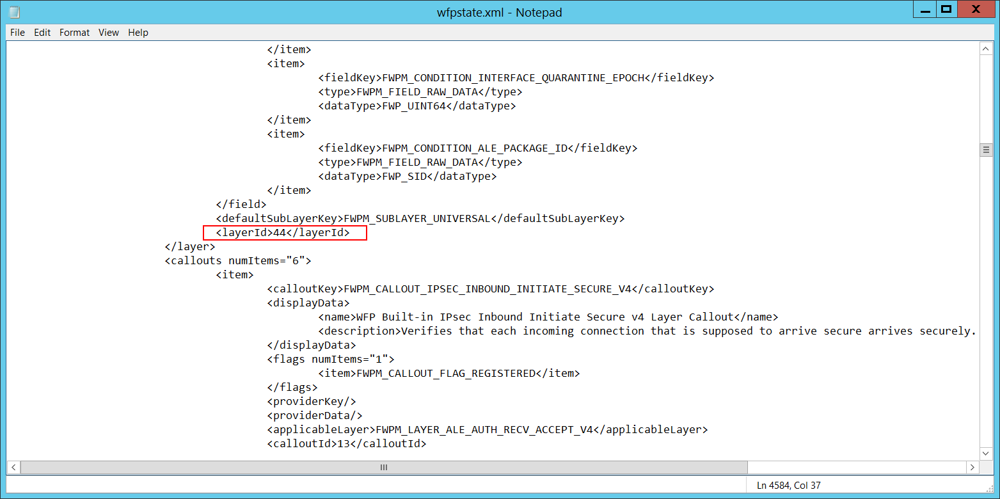 wfpstate.xml - Notepad
File Edit Format View Help
</item>
<item>
<fieldKey>FWPM_CONDITION_INTERFACE_QUARANTINE_EPOCH</fieldKey>
<type>FWPM_FIELD_RAW_DATA</type>
<dataType>FWP_UINT64</dataType>
</item>
<item>
<fieldKey>FWPM_CONDITION_ALE_PACKAGE_ID</fieldKey>
<type>FWPM_FIELD_RAW_DATA</type>
<dataType>FWP_SID</dataType>
</item>
</field>
<defaultSubLayerKey>FWPM_SUBLAYER_UNIVERSAL</defaultSubLayerKey>
<layerId>44</layerId>
</layer>
<callouts numItems="6">
<item>
<calloutKey>FWPM_CALLOUT_IPSEC_INBOUND_INITIATE_SECURE_V4</calloutKey>
<displayData>
<name>WFP Built-in IPsec Inbound Initiate Secure v4 Layer Callout</name>
<description>Verifies that each incoming connection that is supposed to arrive secure arrives securely.
</displayData>
<flags numItems="1">
<item>FWPM_CALLOUT_FLAG_REGISTERED</item>
</flags>
<providerKey/>
<providerData/>
<applicableLayer>FWPM_LAYER_ALE_AUTH_RECV_ACCEPT_V4</applicableLayer>
<calloutId>13</calloutId>
Ln 4584, Col 37